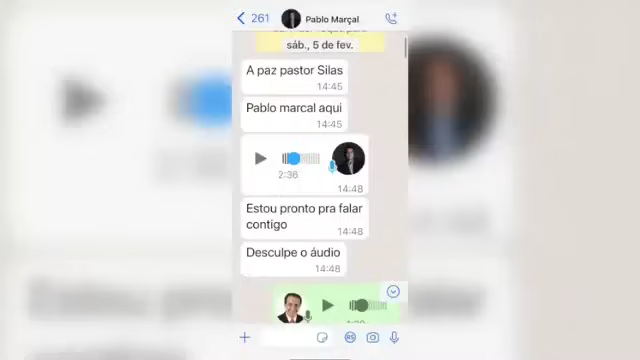 261
Pablo Marçal
sáb., 5 de fev.
A paz pastor Silas
14:45
Pablo marcal aqui
14:45
2:36
14:48
Estou pronto pra falar
contigo
14:48
Desculpe o áudio
14:48